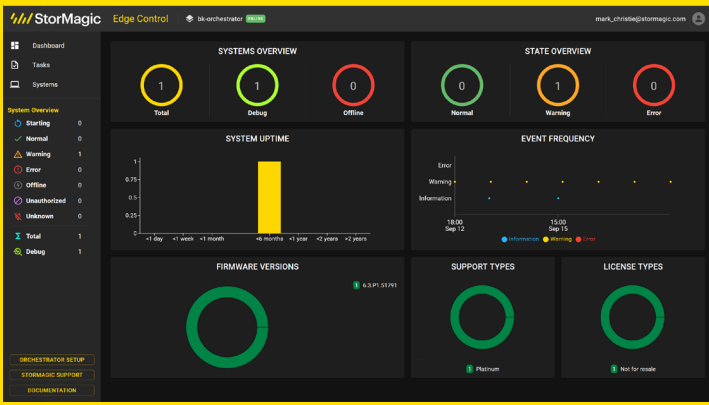 StorMagic Edge Control bk-orchestrator ONLINE mark_christie@stormagic.com
Dashboard
Tasks
Systems
System Overview
Starting 0
Normal 0
Warning 1
Error 0
Offline 0
Unauthorized 0
Unknown 0
Σ Total 1
Debug 1
ORCHESTRATOR SETUP
STORMAGIC SUPPORT
DOCUMENTATION
SYSTEMS OVERVIEW
1 1 0
Total Debug Offline
STATE OVERVIEW
0 1 0
Normal Warning Error
SYSTEM UPTIME
1
0.75
0.5
0.25
0
<1 day <1 week <1 month <6 months <1 year <2 years >2 years
EVENT FREQUENCY
Error
Warning
Information
18:00 15:00
Sep 12 Sep 15
Information Warning Error
FIRMWARE VERSIONS
1 6.3.P1.51791
SUPPORT TYPES
1 Platinum
LICENSE TYPES
1 Not for resale